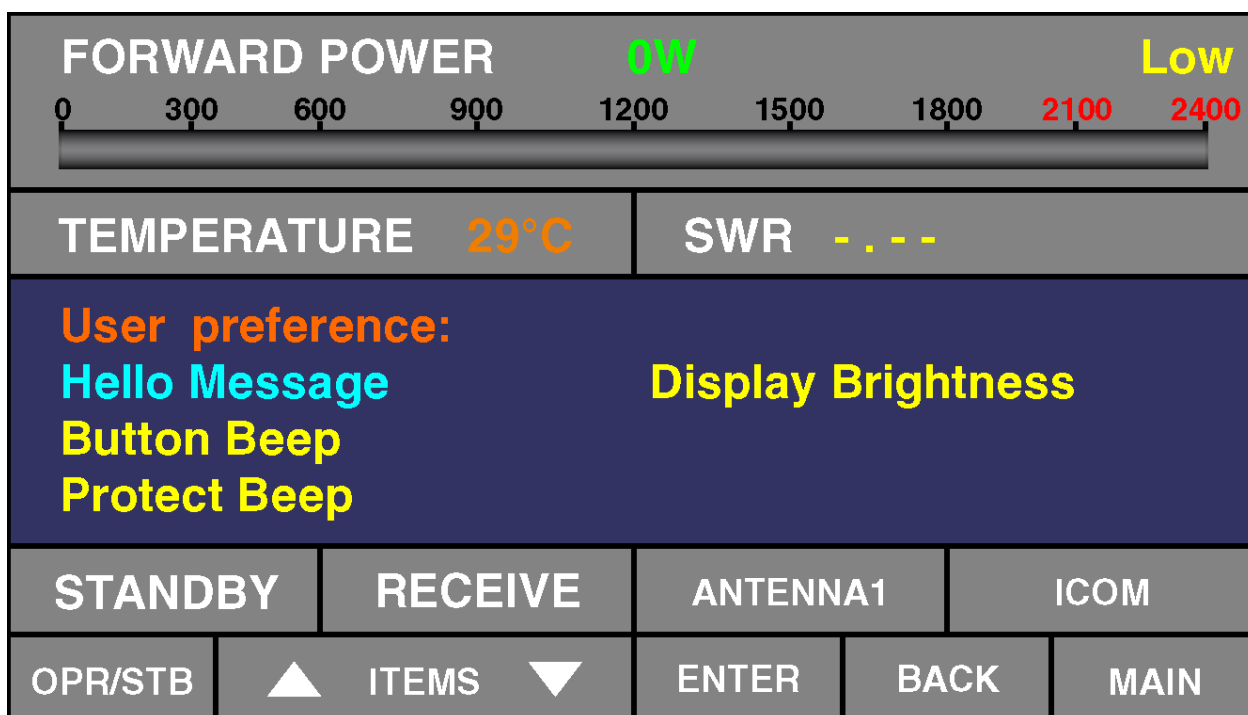 FORWARD POWER 0W Low
0 300 600 900 1200 1500 1800 2100 2400
TEMPERATURE 29°C SWR -.--
User preference:
Hello Message Display Brightness
Button Beep
Protect Beep
STANDBY RECEIVE ANTENNA1 ICOM
OPR/STB ▲ ITEMS ▼ ENTER BACK MAIN